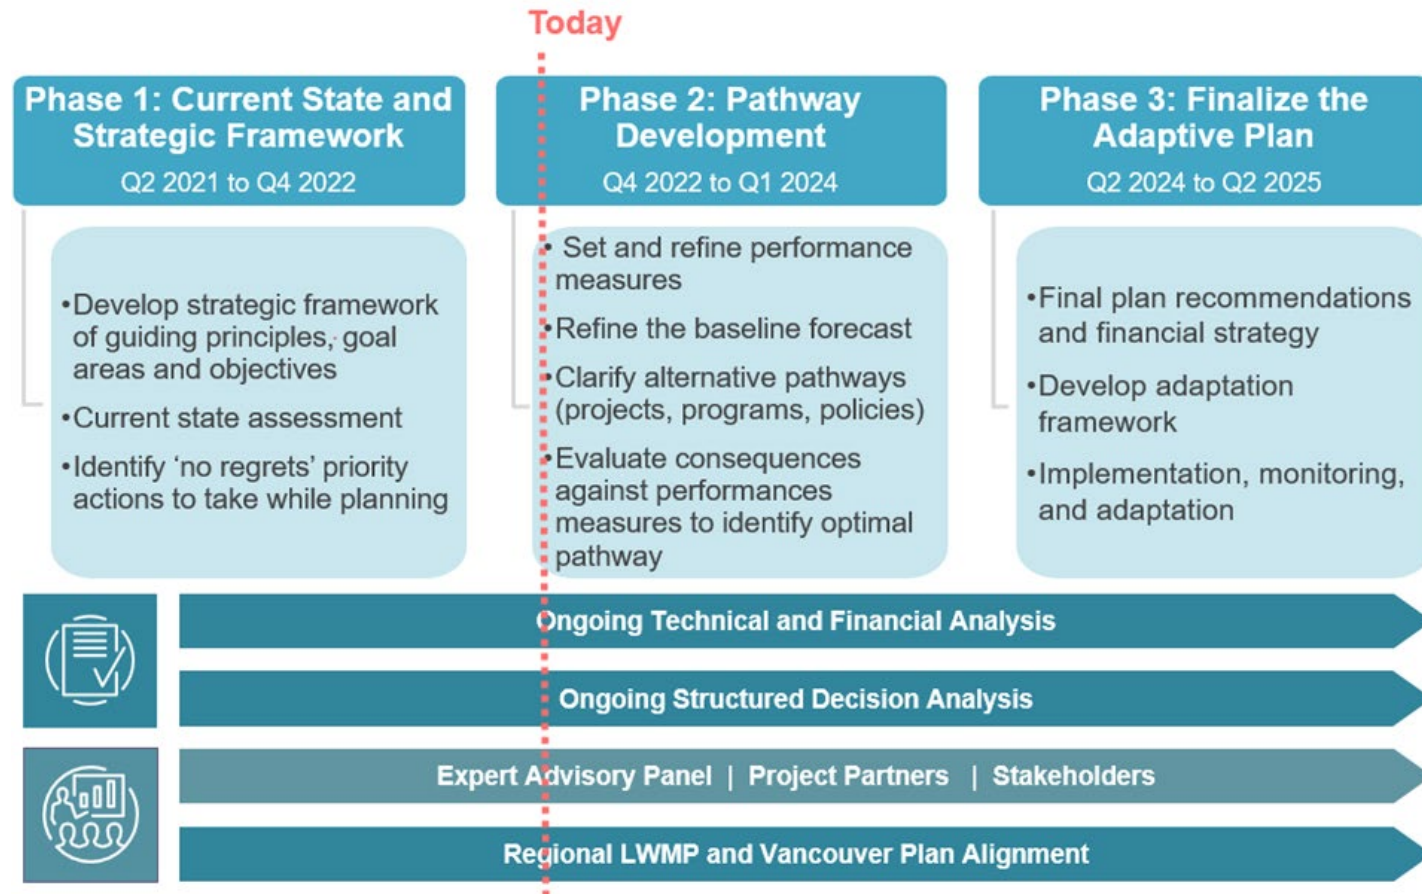 Today
Phase 1: Current State and
Strategic Framework
Q2 2021 to Q4 2022
•Develop strategic framework
of guiding principles, goal
areas and objectives
•Current state assessment
•Identify ‘no regrets’ priority
actions to take while planning
Phase 2: Pathway
Development
Q4 2022 to Q1 2024
• Set and refine performance
measures
•Refine the baseline forecast
•Clarify alternative pathways
(projects, programs, policies)
•Evaluate consequences
against performances
measures to identify optimal
pathway
Phase 3: Finalize the
Adaptive Plan
Q2 2024 to Q2 2025
•Final plan recommendations
and financial strategy
•Develop adaptation
framework
•Implementation, monitoring,
and adaptation
Ongoing Technical and Financial Analysis
Ongoing Structured Decision Analysis
Expert Advisory Panel | Project Partners | Stakeholders
Regional LWMP and Vancouver Plan Alignment